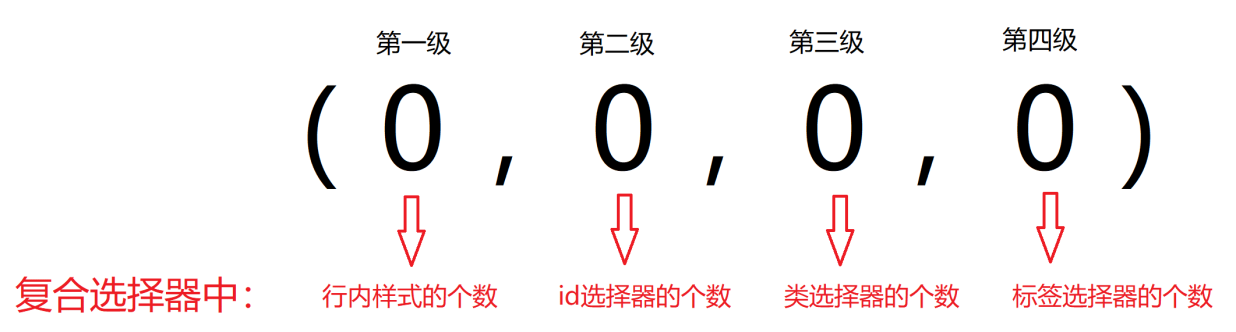 第一级 第二级 第三级 第四级
( 0 , 0 , 0 , 0 )
复合选择器中： 行内样式的个数 id选择器的个数 类选择器的个数 标签选择器的个数